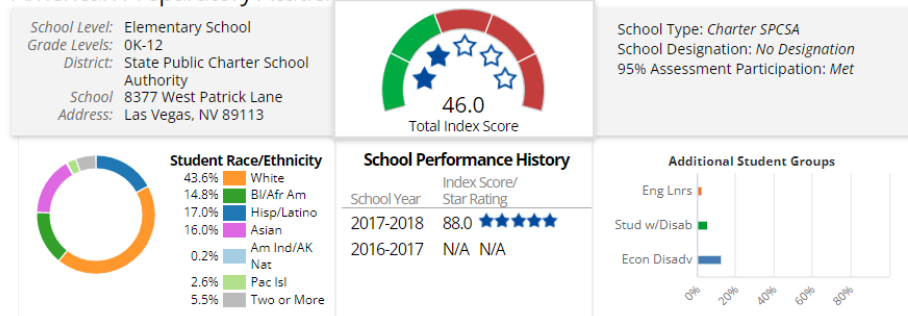 School Level: Elementary School
Grade Levels: 0K-12
District: State Public Charter School
Authority
School 8377 West Patrick Lane
Address: Las Vegas, NV 89113
46.0
Total Index Score
School Type: Charter SPCSA
School Designation: No Designation
95% Assessment Participation: Met
Student Race/Ethnicity
43.6% White
14.8% Bl/Afr Am
17.0% Hisp/Latino
16.0% Asian
0.2% Am Ind/AK
Nat
2.6% Pac Isl
5.5% Two or More
School Performance History
School Year Index Score/
Star Rating
2017-2018 88.0
2016-2017 N/A N/A
Additional Student Groups
Eng Lnrs
Stud w/Disab
Econ Disadv
0% 20% 40% 60% 80%